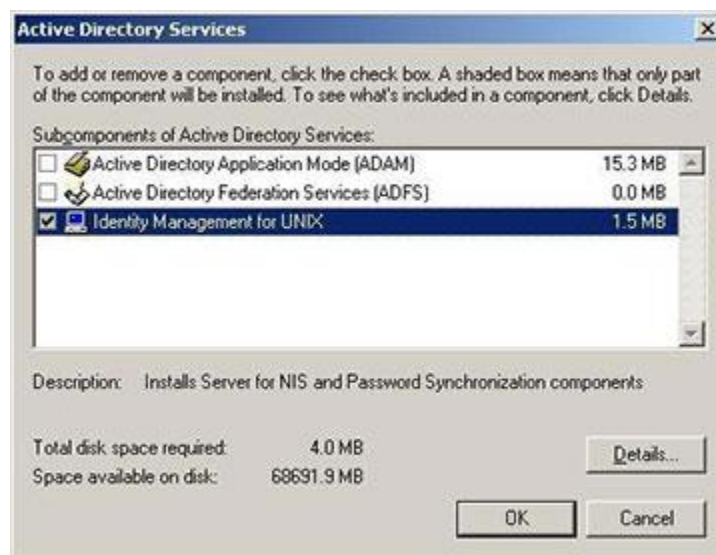 Active Directory Services
To add or remove a component, click the check box. A shaded box means that only part
of the component will be installed. To see what's included in a component, click Details.
Subcomponents of Active Directory Services:
Active Directory Application Mode (ADAM) 15.3 MB
Active Directory Federation Services (ADFS) 0.0 MB
Identity Management for UNIX 1.5 MB
Description: Installs Server for NIS and Password Synchronization components
Total disk space required: 4.0 MB
Space available on disk: 68691.9 MB
Details...
OK Cancel